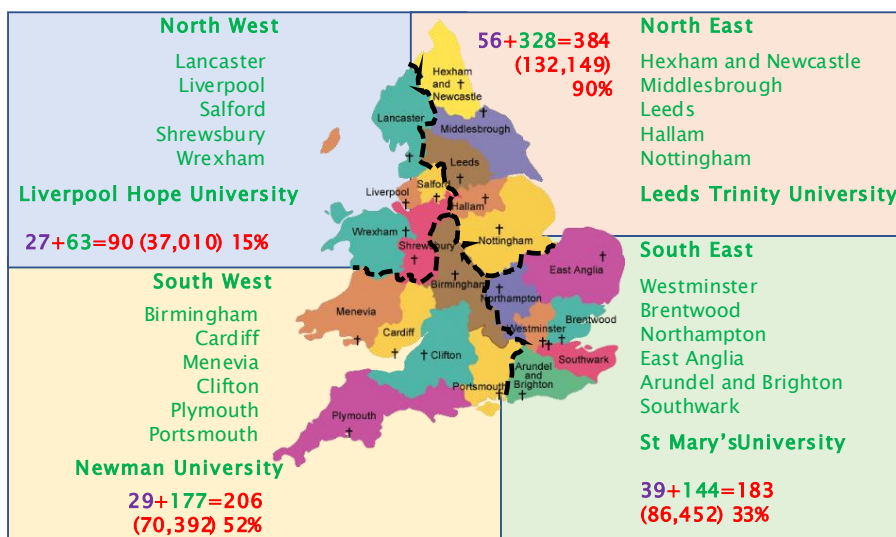 North West
Lancaster
Liverpool
Salford
Shrewsbury
Wrexham
Liverpool Hope University
27+63=90 (37,010) 15%
56+328=384
(132,149)
90%
North East
Hexham and Newcastle
Middlesbrough
Leeds
Hallam
Nottingham
Leeds Trinity University
South West
Birmingham
Cardiff
Menevia
Clifton
Plymouth
Portsmouth
Newman University
29+177=206
(70,392) 52%
South East
Westminster
Brentwood
Northampton
East Anglia
Arundel and Brighton
Southwark
St Mary'sUniversity
39+144=183
(86,452) 33%
Hexham
and
Newcastle
Lancaster
Middlesbrough
Leeds
Liverpool
Salford
Hallam
Wrexham
Shrewsbury
Nottingham
East Anglia
Birmingham
Northampton
Menevia
Cardiff
Westminster
Brentwood
Clifton
Southwark
Arundel
and
Brighton
Portsmouth
Plymouth